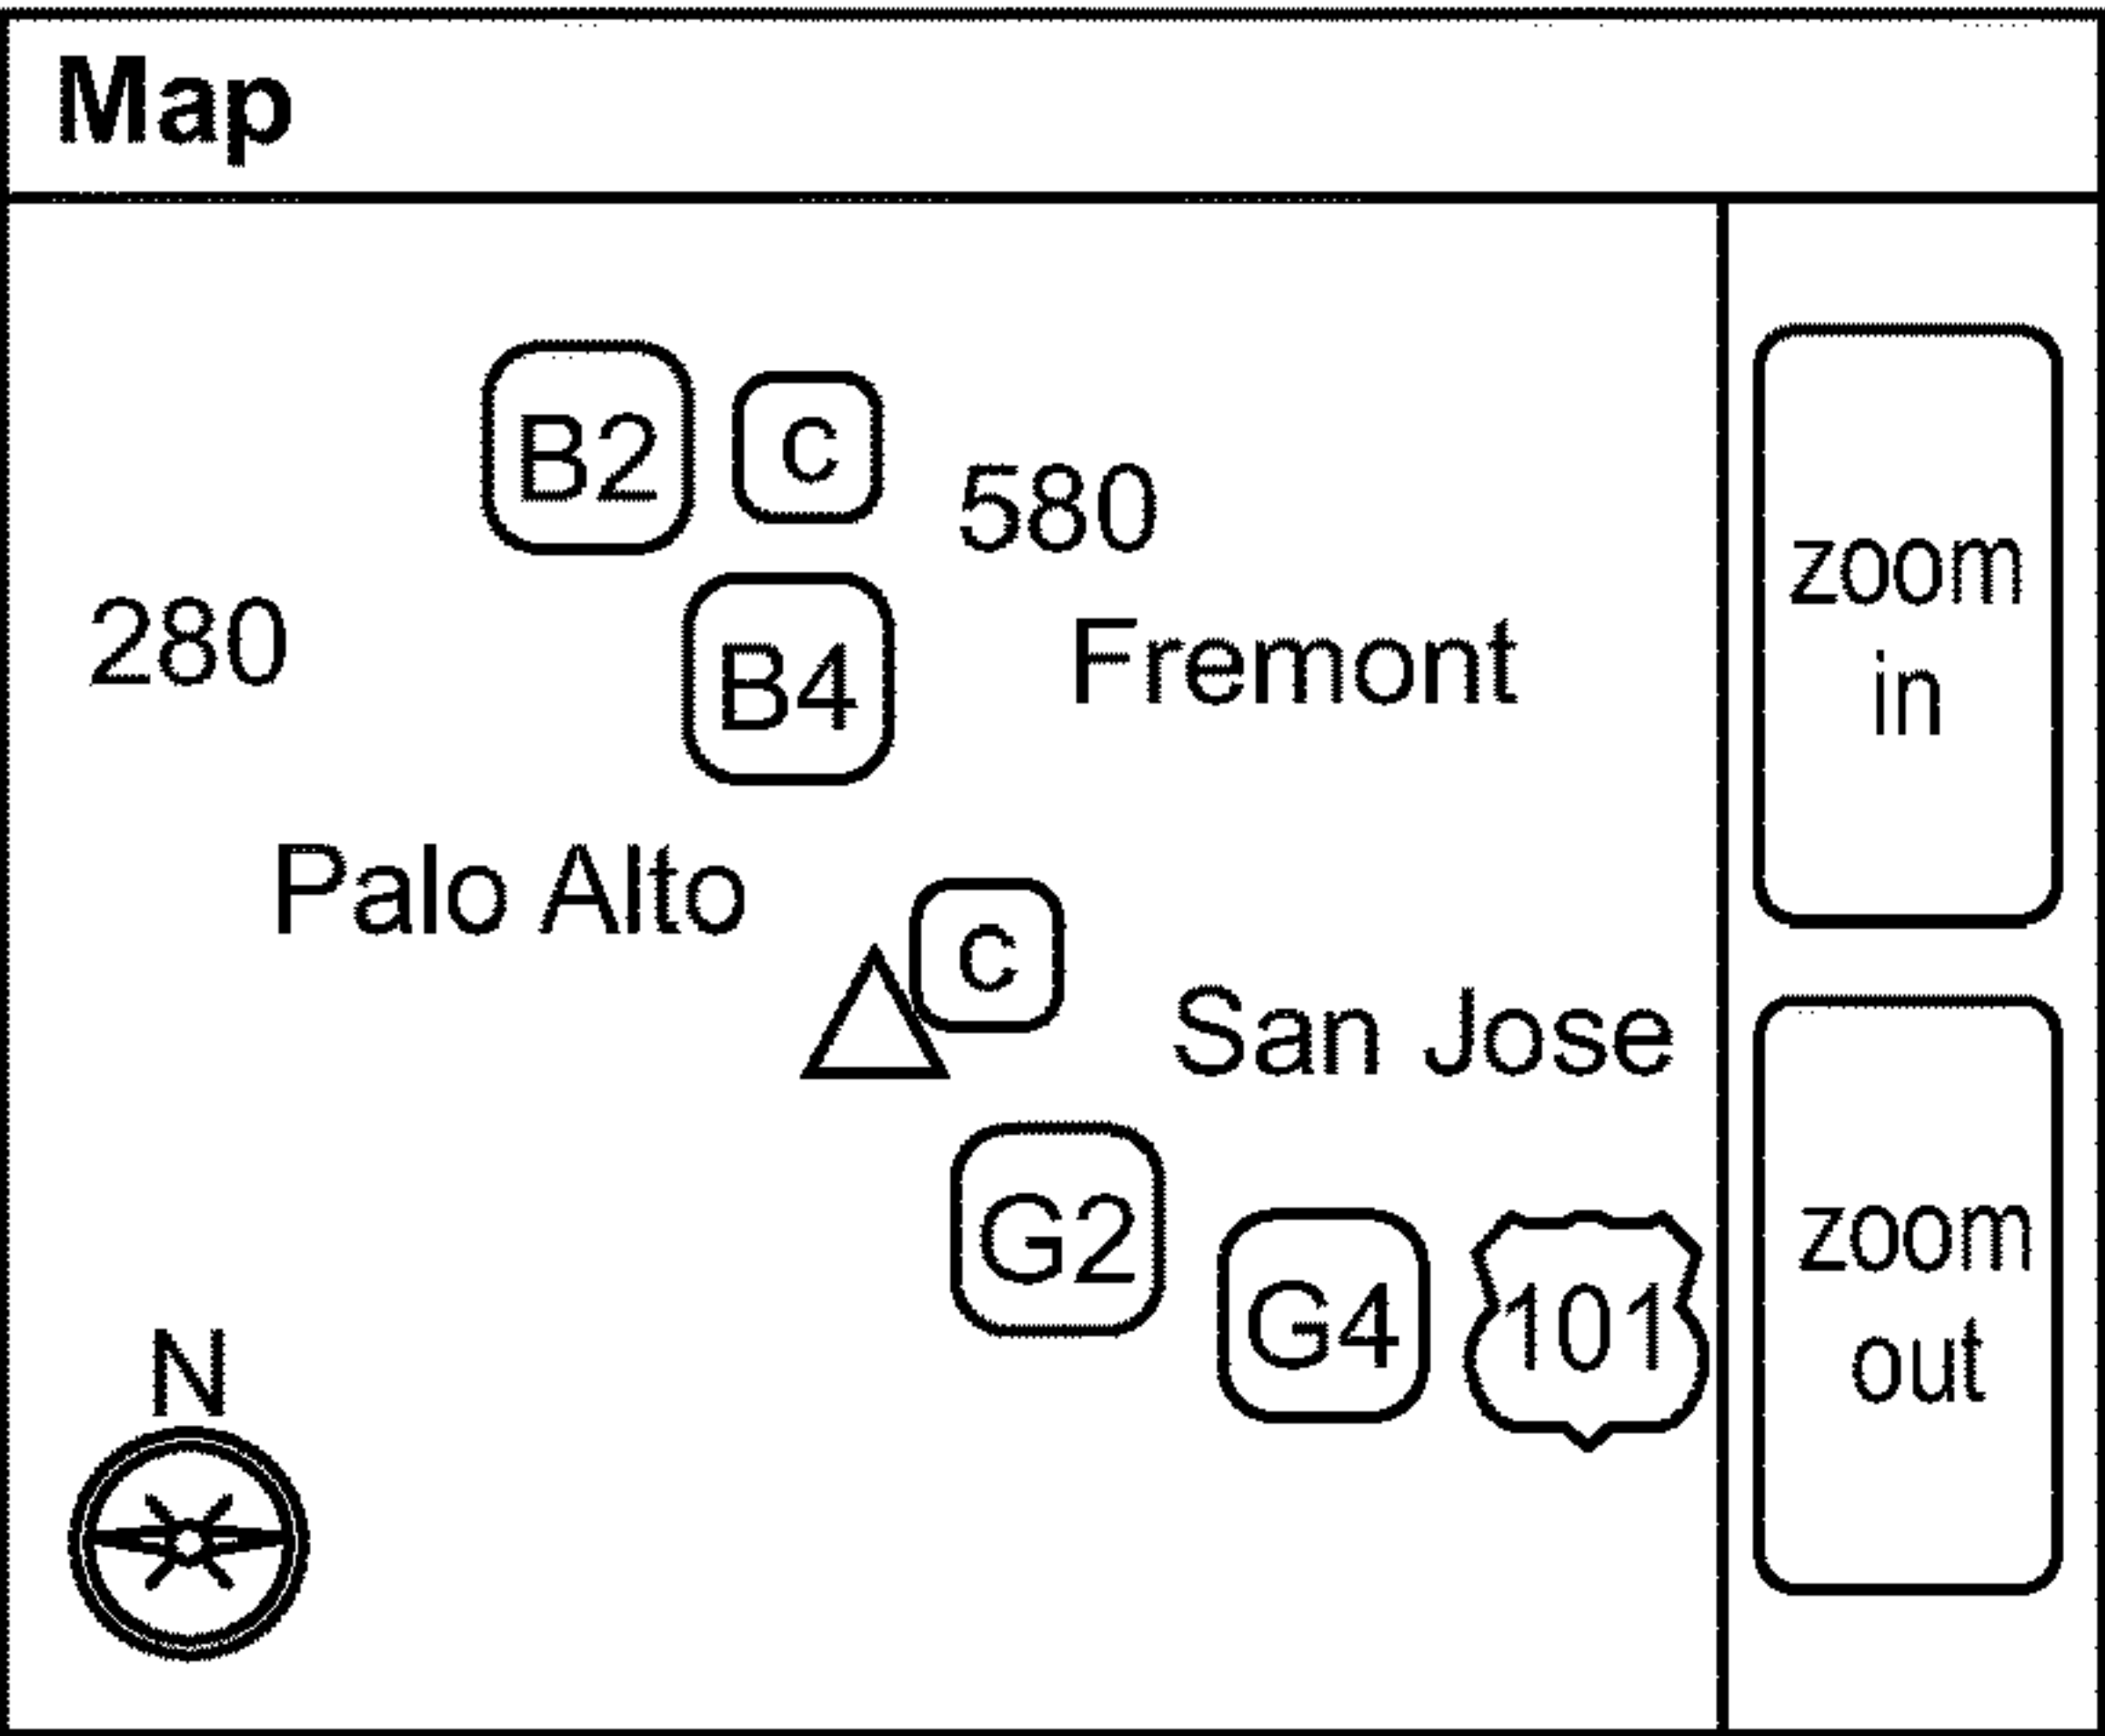 Map
B2
c
580
280
B4
Fremont
Palo Alto
c
San Jose
G2
G4
101
N
zoom
in
zoom
out